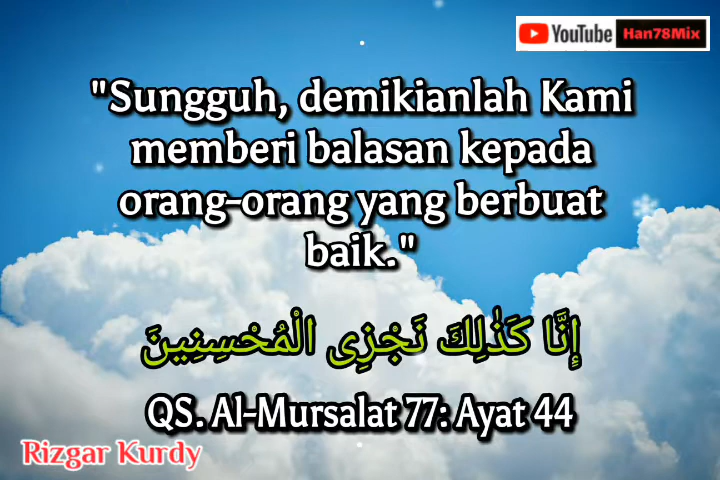 YouTube Han78Mix
"Sungguh, demikianlah Kami
memberi balasan kepada
orang-orang yang berbuat
baik."
إِنَّا كَذَٰلِكَ نَجْزِى الْمُحْسِنِينَ
QS. Al-Mursalat 77: Ayat 44
Rizgar Kurdy